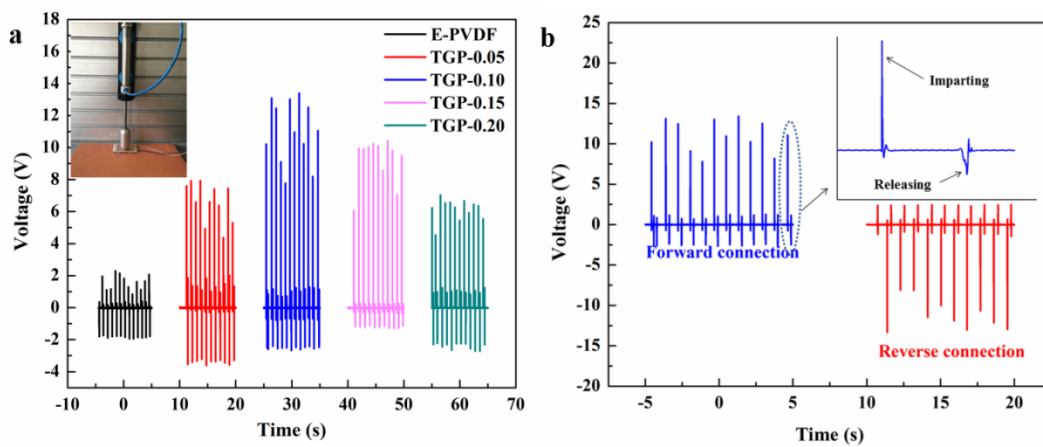 a
18
16
14
12
10
8
6
4
2
0
-2
-4
Voltage (V)
E-PVDF
TGP-0.05
TGP-0.10
TGP-0.15
TGP-0.20
-10 0 10 20 30 40 50 60 70
Time (s)
b
25
20
15
10
5
0
-5
-10
-15
-20
Voltage (V)
Imparting
Releasing
Forward connection
Reverse connection
-5 0 5 10 15 20
Time (s)